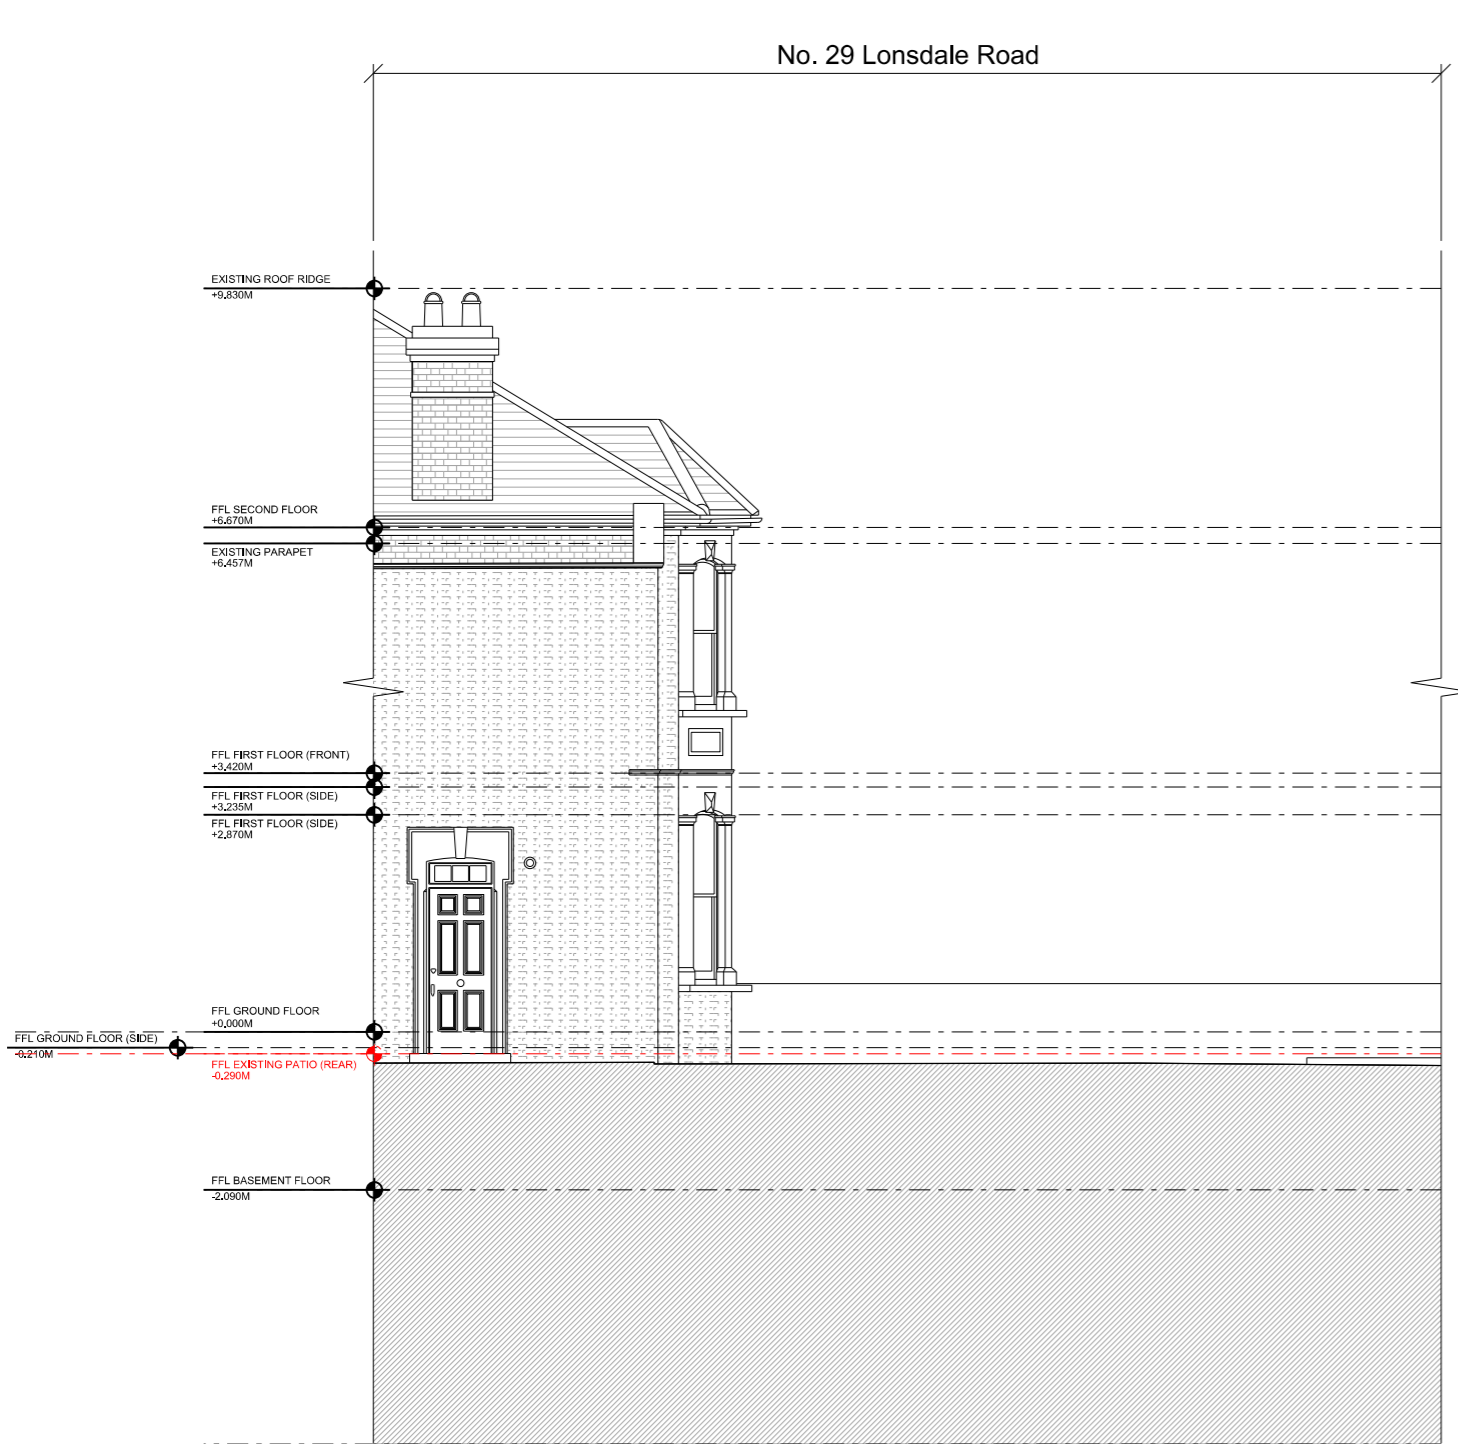 No. 29 Lonsdale Road
EXISTING ROOF RIDGE
+9.830M
FFL SECOND FLOOR
+6.670M
EXISTING PARAPET
+6.457M
FFL FIRST FLOOR (FRONT)
+3.420M
FFL FIRST FLOOR (SIDE)
+3.235M
FFL FIRST FLOOR (SIDE)
+2.870M
FFL GROUND FLOOR
+0.000M
FFL GROUND FLOOR (SIDE)
-0.210M
FFL EXISTING PATIO (REAR)
-0.290M
FFL BASEMENT FLOOR
-2.090M